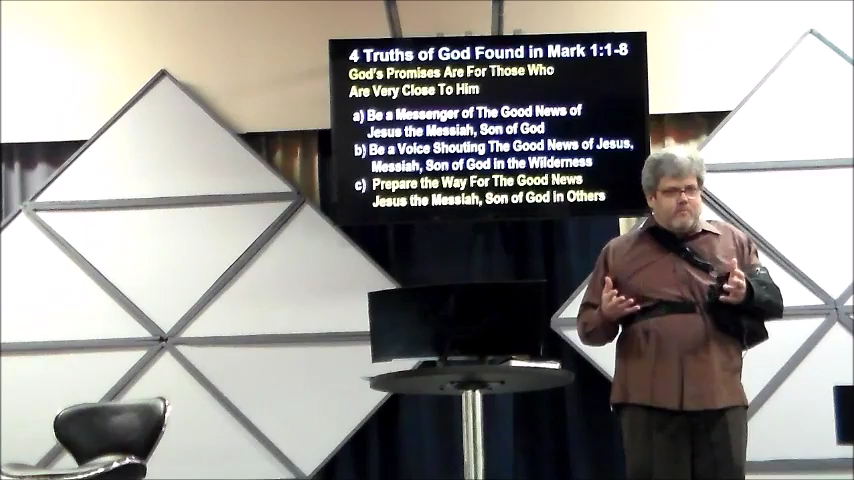 4 Truths of God Found in Mark 1:1-8
God's Promises Are For Those Who
Are Very Close To Him
a) Be a Messenger of The Good News of
Jesus the Messiah, Son of God
b) Be a Voice Shouting The Good News of Jesus,
Messiah, Son of God in the Wilderness
c) Prepare the Way For The Good News
Jesus the Messiah, Son of God in Others